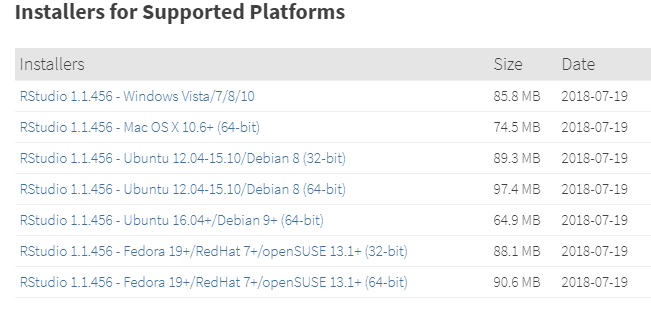 Installers for Supported Platforms
Installers Size Date
RStudio 1.1.456 - Windows Vista/7/8/10 85.8 MB 2018-07-19
RStudio 1.1.456 - Mac OS X 10.6+ (64-bit) 74.5 MB 2018-07-19
RStudio 1.1.456 - Ubuntu 12.04-15.10/Debian 8 (32-bit) 89.3 MB 2018-07-19
RStudio 1.1.456 - Ubuntu 12.04-15.10/Debian 8 (64-bit) 97.4 MB 2018-07-19
RStudio 1.1.456 - Ubuntu 16.04+/Debian 9+ (64-bit) 64.9 MB 2018-07-19
RStudio 1.1.456 - Fedora 19+/RedHat 7+/openSUSE 13.1+ (32-bit) 88.1 MB 2018-07-19
RStudio 1.1.456 - Fedora 19+/RedHat 7+/openSUSE 13.1+ (64-bit) 90.6 MB 2018-07-19